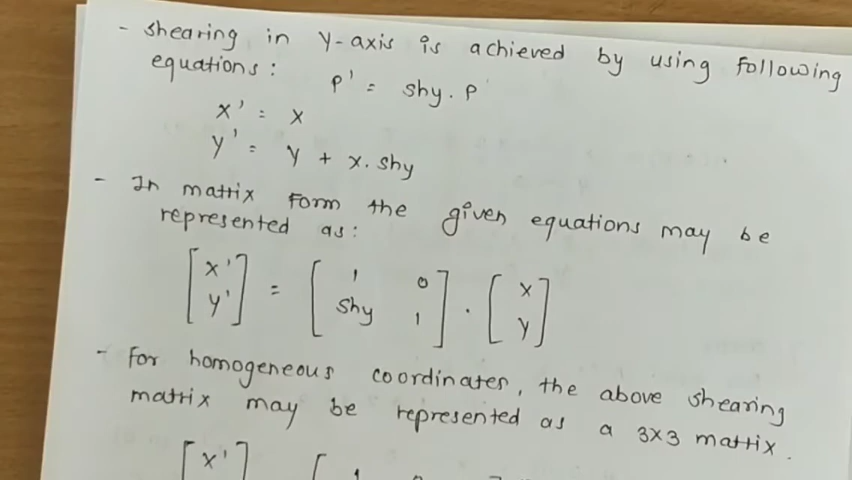 - Shearing in Y-axis is achieved by using following
equations:
P' = shy. P
x' = x
y' = y + x. shy
- In matrix form the given equations may be
represented as:
[x' y'] = [1 0 shy 1] . [x y]
- For homogeneous coordinates, the above shearing
matrix may be represented as a 3x3 matrix.
[x' [